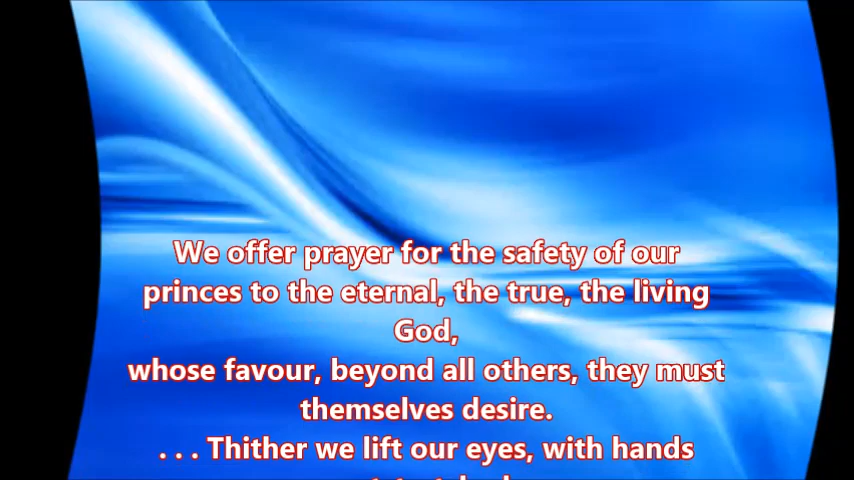 We offer prayer for the safety of our
princes to the eternal, the true, the living
God,
whose favour, beyond all others, they must
themselves desire.
. . . Thither we lift our eyes, with hands